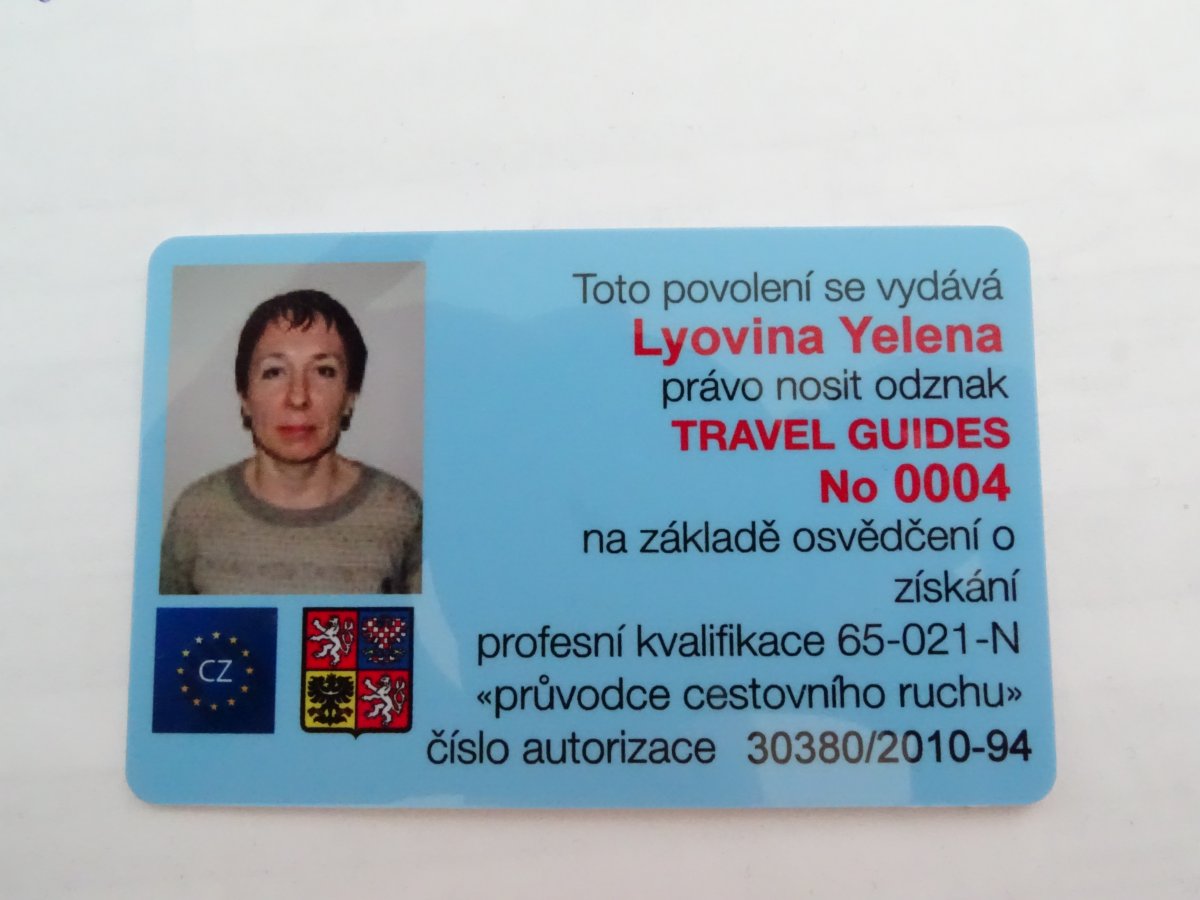 Toto povolení se vydává
Lyovina Yelena
právo nosit odznak
TRAVEL GUIDES
No 0004
na základě osvědčení o
získání
profesní kvalifikace 65-021-N
«průvodce cestovního ruchu»
číslo autorizace 30380/2010-94
CZ